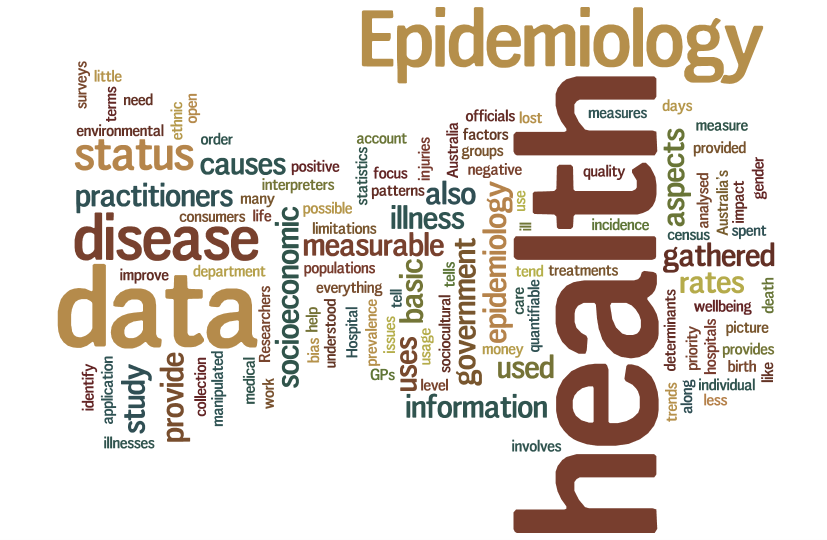 Epidemiology
surveys
little
terms
need
ethnic
open
environmental
order
status
causes
positive
interpreters
practitioners
many
consumers
life
possible
disease
socioeconomic
limitations
measurable
improve
department
populations
data
everything
Researchers
bias
help
understood
Hospital
prevalence
issues
tell
basic
tells
usage
sociocultural
government
identify
application
study
provide
collection
manipulated
medical
work
illnesses
GPs
uses
level
information
account
statistics
focus
injuries
patterns
also
illness
Australia
officials
lost
factors
groups
negative
epidemiology
use
ill
tend
treatments
care
quantifiable
money
used
involves
health
measures
quality
incidence
days
measure
aspects
provided
analysed
Australia's
impact
gender
census
spent
gathered
rates
death
wellbeing
determinants
priority
hospitals
picture
provides
birth
like
trends
along
individual
less